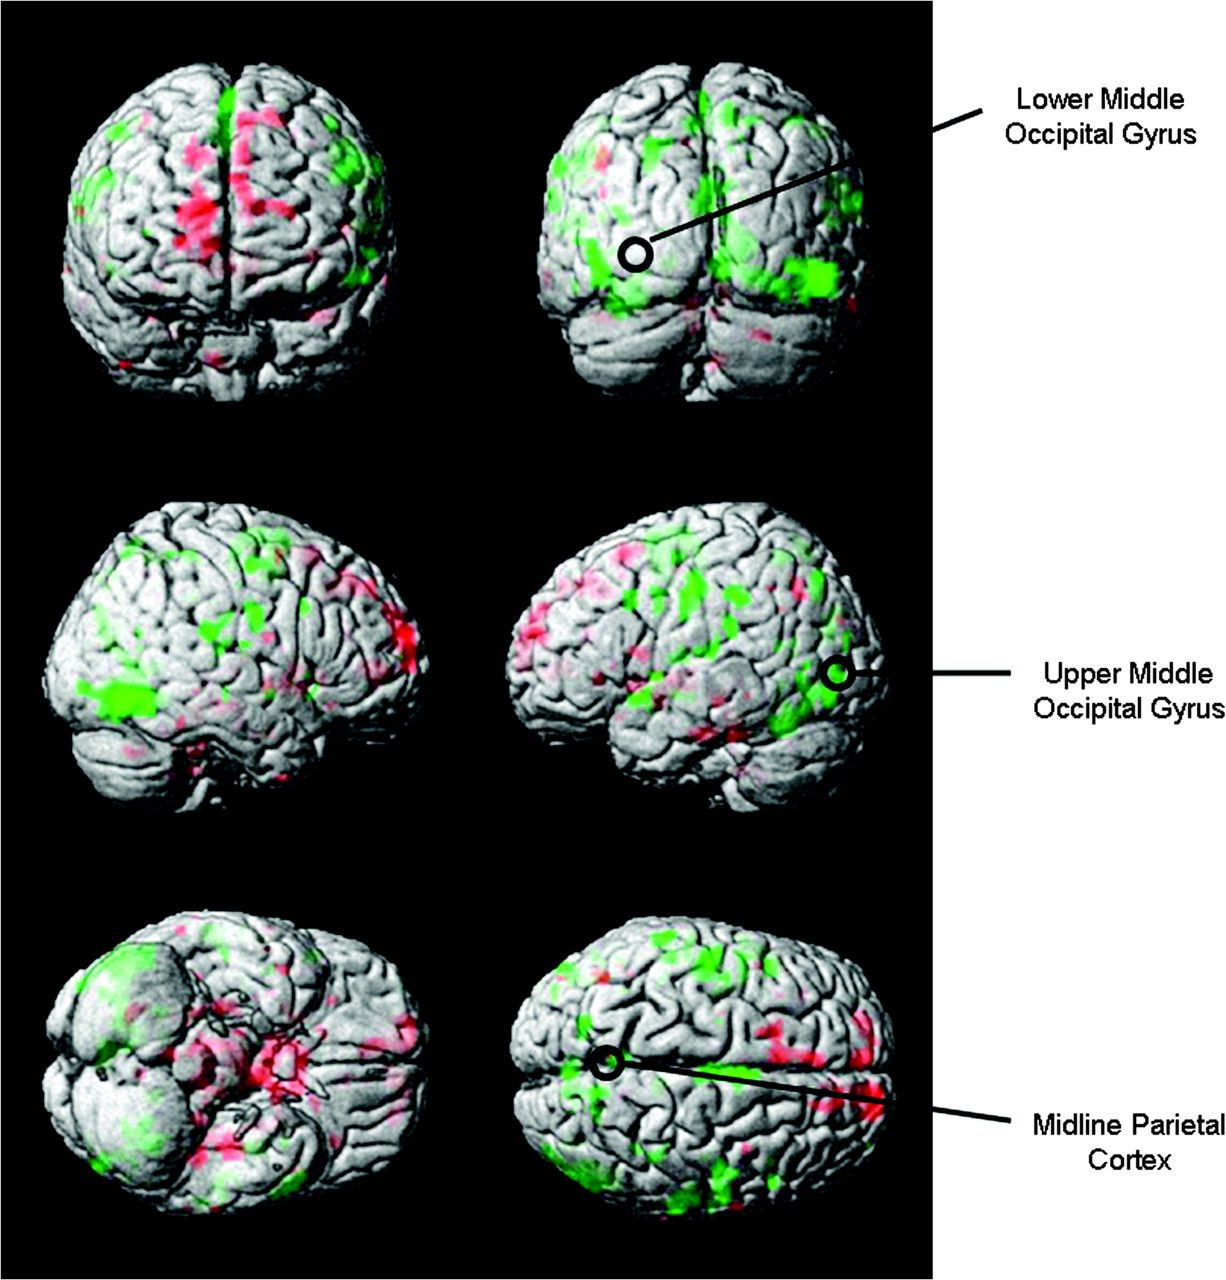 Lower Middle
Occipital Gyrus
Upper Middle
Occipital Gyrus
Midline Parietal
Cortex